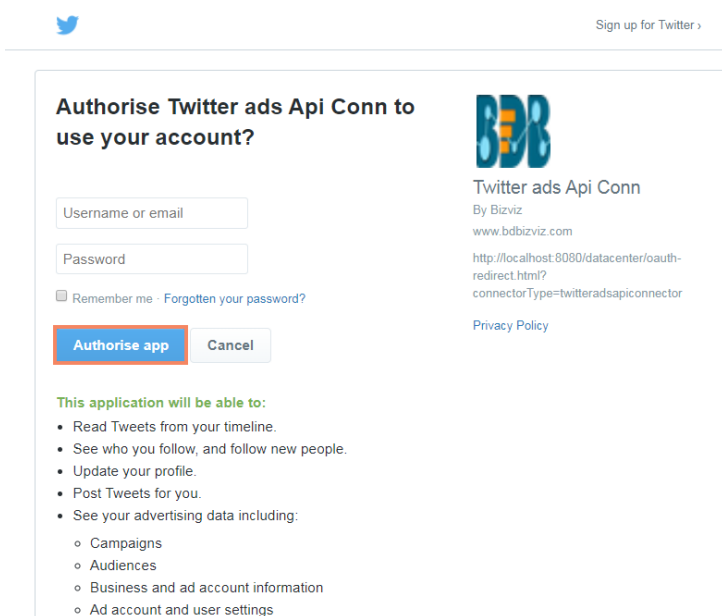 Sign up for Twitter ›
Authorise Twitter ads Api Conn to
use your account?
Username or email
Password
Remember me · Forgotten your password?
Authorise app
Cancel
This application will be able to:
Read Tweets from your timeline.
See who you follow, and follow new people.
Update your profile.
Post Tweets for you.
See your advertising data including:
Campaigns
Audiences
Business and ad account information
Ad account and user settings
BDB
Twitter ads Api Conn
By Bizviz
www.bdbizviz.com
http://localhost:8080/datacenter/oauth-
redirect.html?
connectorType=twitteradsapiconnector
Privacy Policy